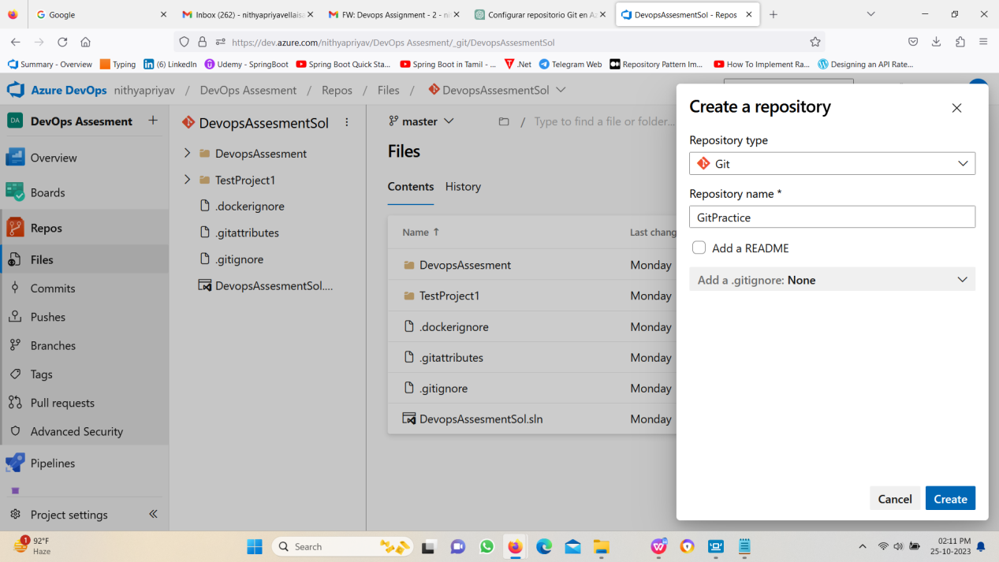 Google
Inbox (262) - nithyapriyavellaisa
FW: Devops Assignment - 2 - ni
Configurar repositorio Git en Az
DevopsAssesmentSol - Repos
https://dev.azure.com/nithyapriyav/DevOps Assesment/_git/DevopsAssesmentSol
Summary - Overview
Typing
(6) LinkedIn
Udemy - SpringBoot
Spring Boot Quick Sta...
Spring Boot in Tamil - ...
.Net
Telegram Web
Repository Pattern Im...
How To Implement Ra...
Designing an API Rate...
Azure DevOps nithyapriyav / DevOps Assesment / Repos / Files / DevopsAssesmentSol
DA DevOps Assesment
Overview
Boards
Repos
Files
Commits
Pushes
Branches
Tags
Pull requests
Advanced Security
Pipelines
Project settings
DevopsAssesmentSol
DevopsAssesment
TestProject1
.dockerignore
.gitattributes
.gitignore
DevopsAssesmentSol....
master / Type to find a file or folder...
Files
Contents History
Name ↑ Last chang
DevopsAssesment Monday
TestProject1 Monday
.dockerignore Monday
.gitattributes Monday
.gitignore Monday
DevopsAssesmentSol.sln Monday
Create a repository
Repository type
Git
Repository name *
GitPractice
Add a README
Add a .gitignore: None
Cancel Create
1
92°F
Haze
Search
02:11 PM
25-10-2023